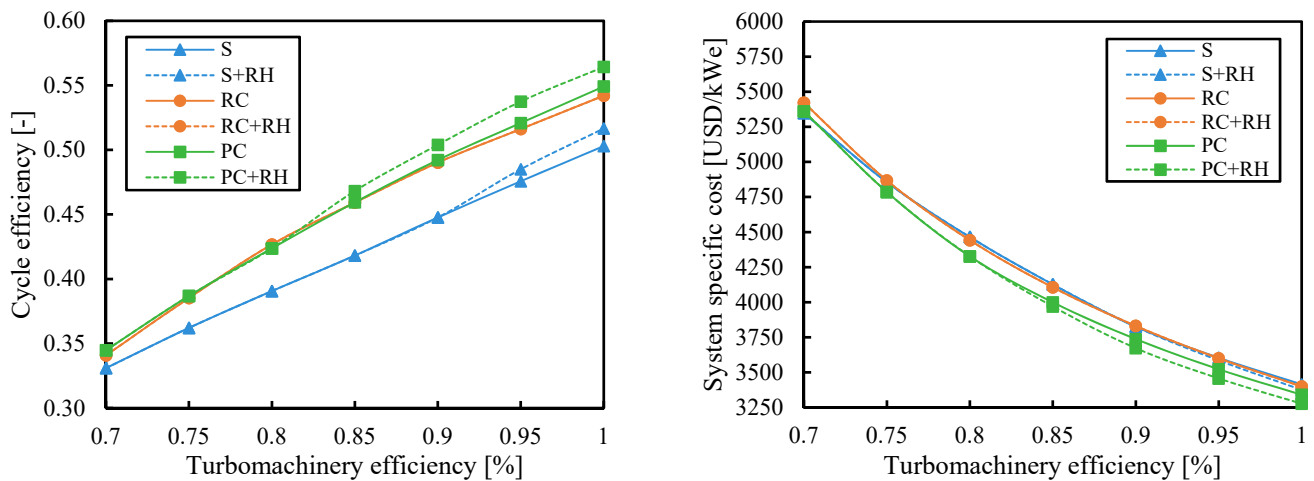 0.60
0.55
0.50
0.45
0.40
0.35
0.30
Cycle efficiency [-]
S
S+RH
RC
RC+RH
PC
PC+RH
0.7 0.75 0.8 0.85 0.9 0.95 1
Turbomachinery efficiency [%]
6000
5750
5500
5250
5000
4750
4500
4250
4000
3750
3500
3250
System specific cost [USD/kWe]
S
S+RH
RC
RC+RH
PC
PC+RH
0.7 0.75 0.8 0.85 0.9 0.95 1
Turbomachinery efficiency [%]